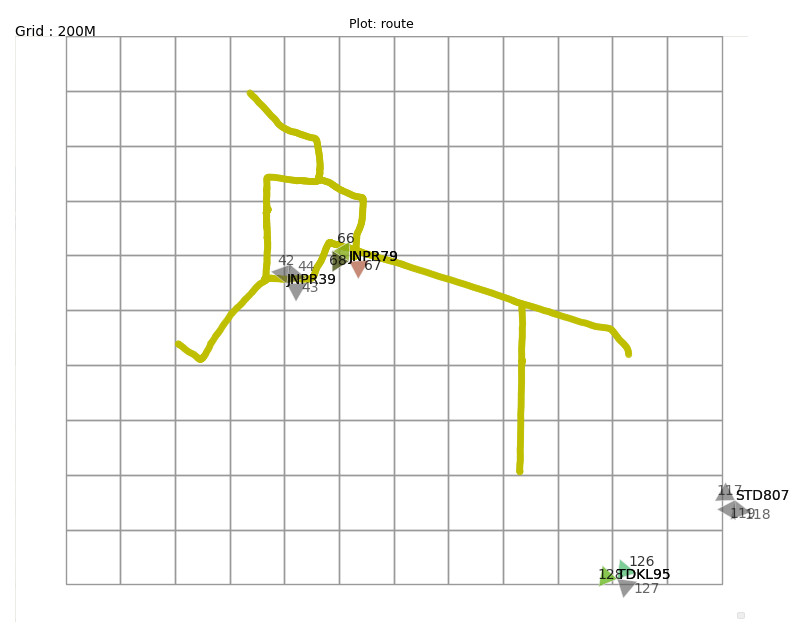 Plot: route
Grid : 200M
66
42
44
68
JNPR79
67
JNPR39
43
117
STD807
119
118
126
128
TDKL95
127